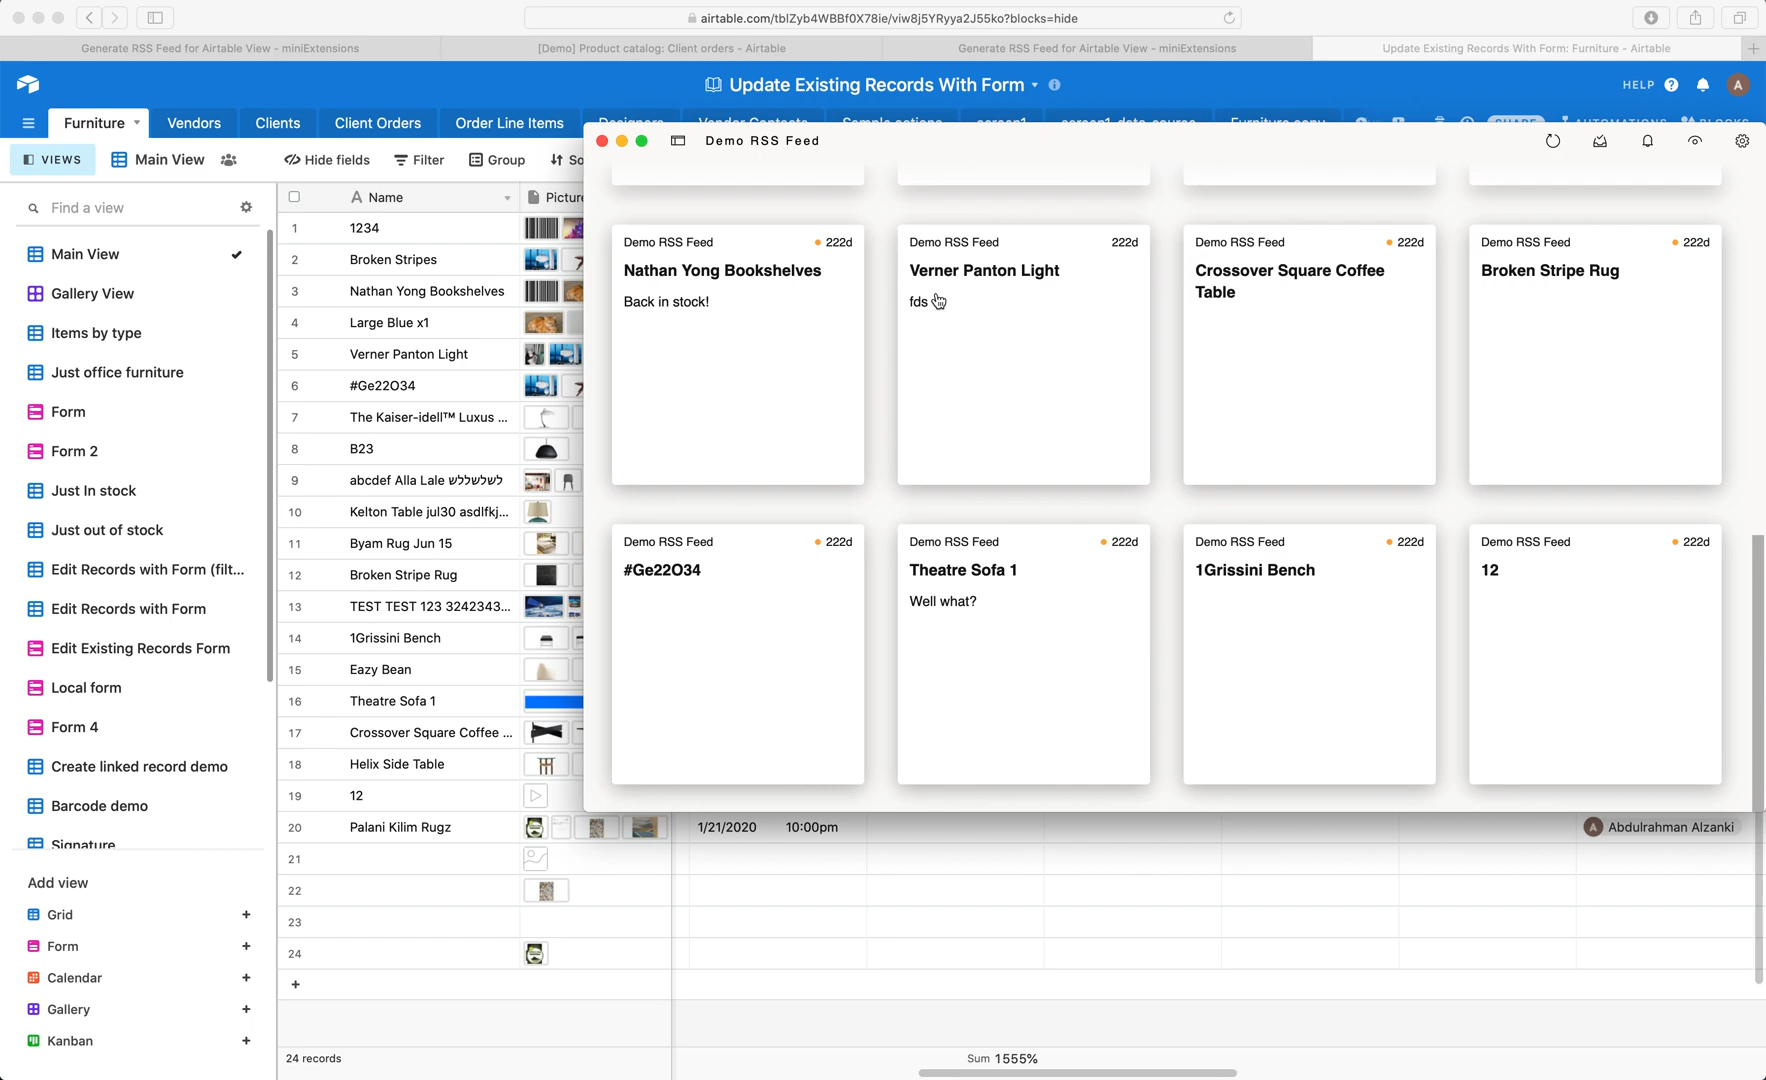 airtable.com/tblZyb4WBBf0X78ie/viw8j5YRyya2J55ko?blocks=hide
Generate RSS Feed for Airtable View - miniExtensions
[Demo] Product catalog: Client orders - Airtable
Generate RSS Feed for Airtable View - miniExtensions
Update Existing Records With Form: Furniture - Airtable
Update Existing Records With Form
HELP
A
Furniture
Vendors
Clients
Client Orders
Order Line Items
VIEWS
Main View
Hide fields
Filter
Group
So
Demo RSS Feed
Find a view
Main View
Gallery View
Items by type
Just office furniture
Form
Form 2
Just In stock
Just out of stock
Edit Records with Form (filt...
Edit Records with Form
Edit Existing Records Form
Local form
Form 4
Create linked record demo
Barcode demo
Signature
Add view
Grid
Form
Calendar
Gallery
Kanban
A Name
Picture
1 1234
2 Broken Stripes
3 Nathan Yong Bookshelves
4 Large Blue x1
5 Verner Panton Light
6 #Ge22O34
7 The Kaiser-idell™ Luxus ...
8 B23
9 abcdef Alla Lale לשלשללש
10 Kelton Table jul30 asdlfkj...
11 Byam Rug Jun 15
12 Broken Stripe Rug
13 TEST TEST 123 3242343...
14 1Grissini Bench
15 Eazy Bean
16 Theatre Sofa 1
17 Crossover Square Coffee ...
18 Helix Side Table
19 12
20 Palani Kilim Rugz
1/21/2020 10:00pm
A Abdulrahman Alzanki
21
22
23
24
+
24 records
Sum 1555%
Demo RSS Feed 222d
Nathan Yong Bookshelves
Back in stock!
Demo RSS Feed 222d
Verner Panton Light
fds
Demo RSS Feed 222d
Crossover Square Coffee
Table
Demo RSS Feed 222d
Broken Stripe Rug
Demo RSS Feed 222d
#Ge22O34
Demo RSS Feed 222d
Theatre Sofa 1
Well what?
Demo RSS Feed 222d
1Grissini Bench
Demo RSS Feed 222d
12